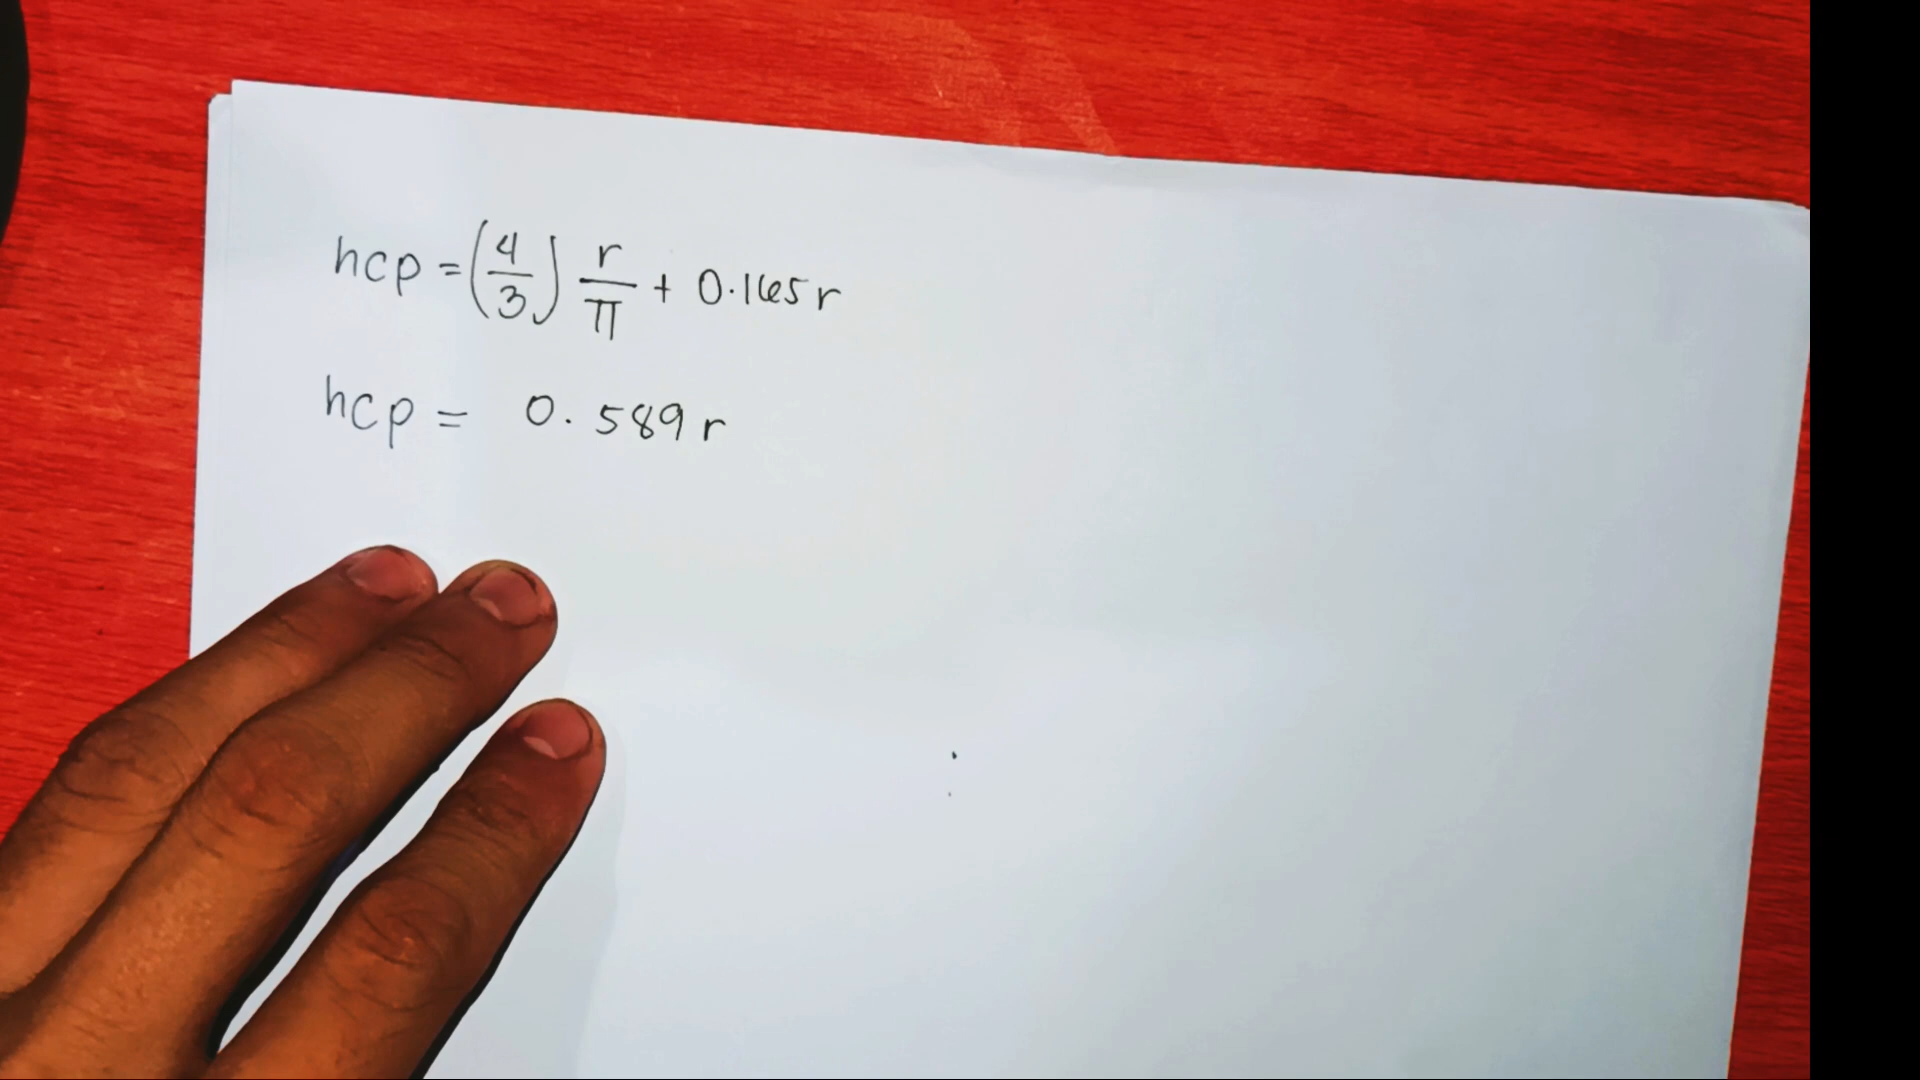 hcp = (4/3) r/π + 0.165 r
hcp = 0.589 r